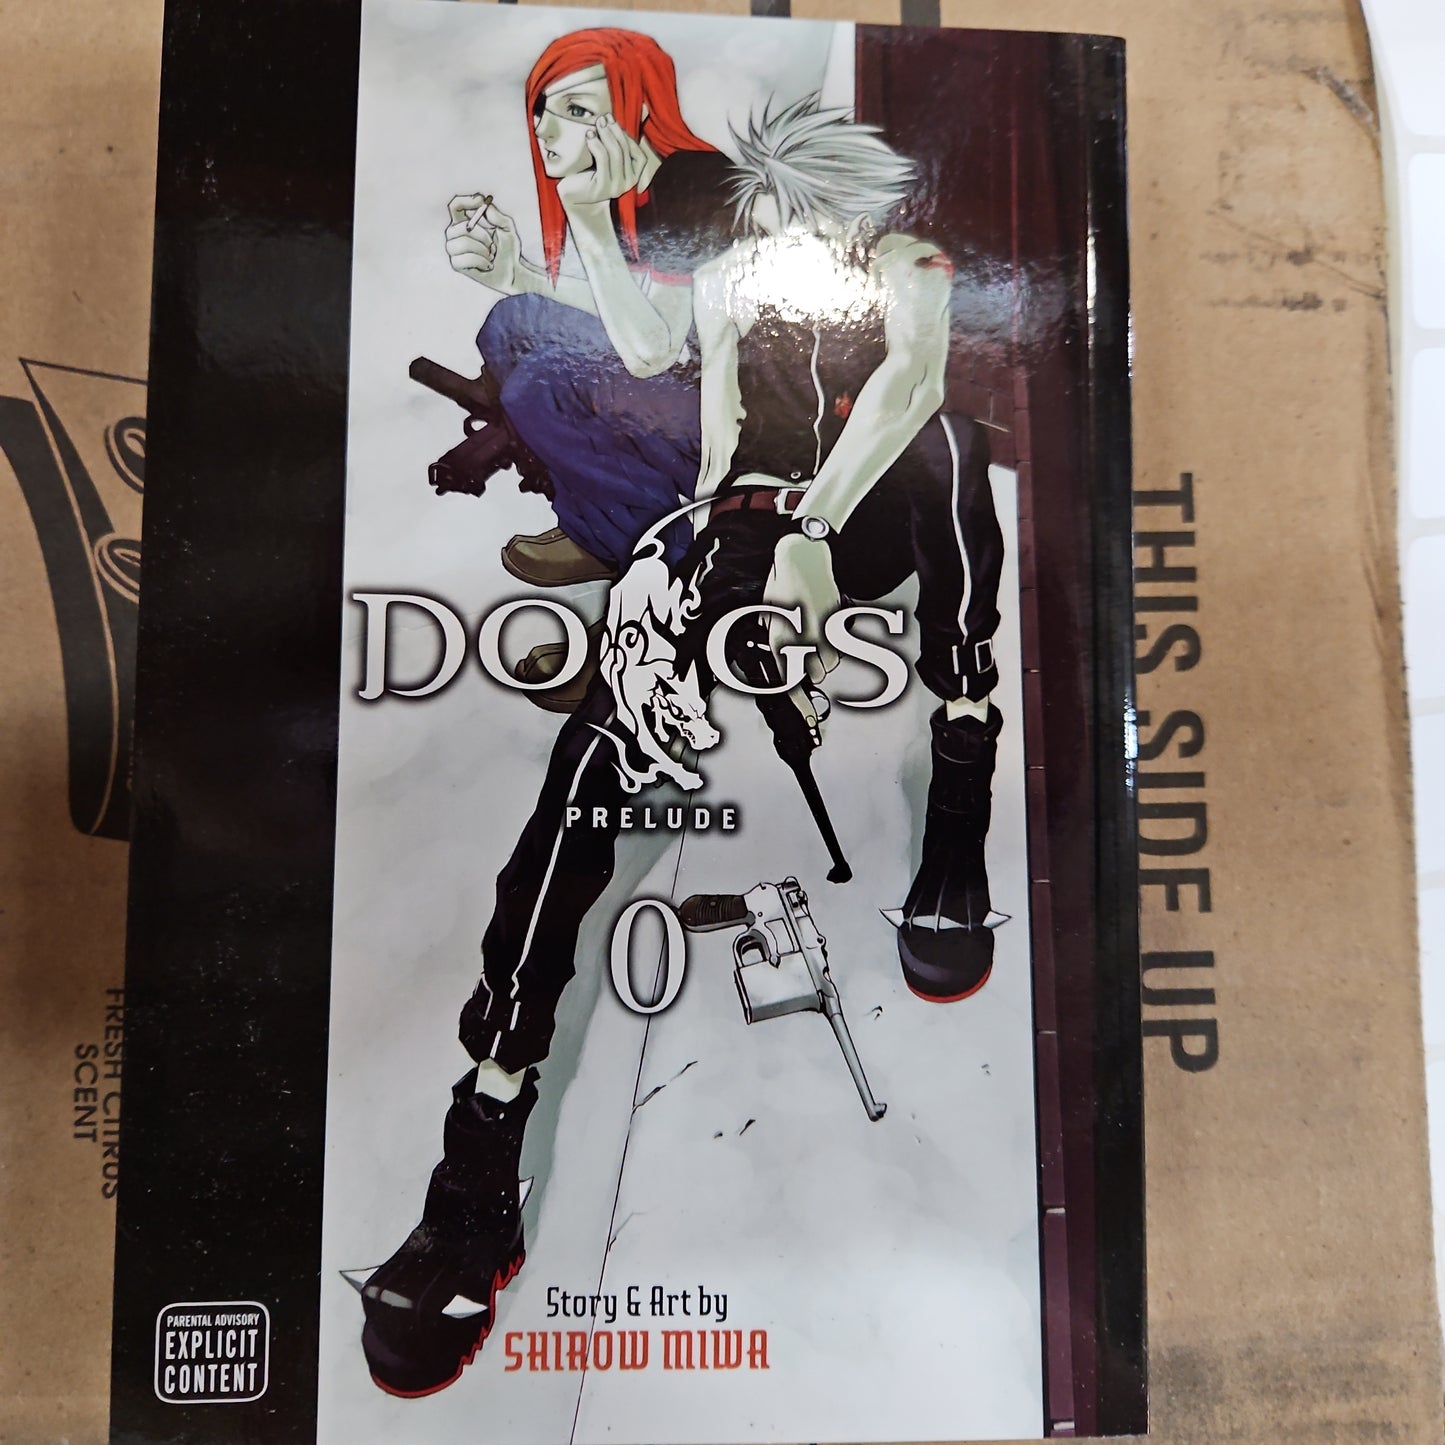 DOGS
PRELUDE
0
Story & Art by
SHIROW MIWA
PARENTAL ADVISORY
EXPLICIT
CONTENT
THIS SIDE UP
FRESH CITRUS
SCENT